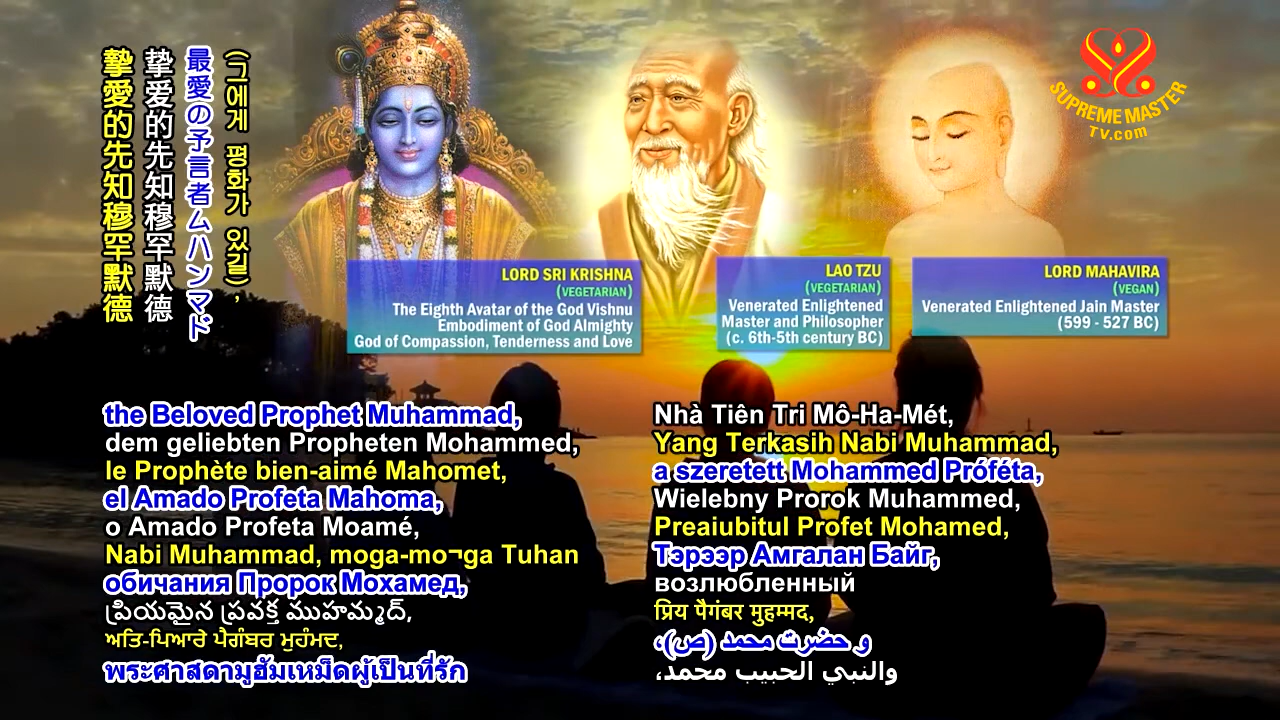 (그에게 평화가 있길),
最愛の予言者ムハンマド
挚爱的先知穆罕默德
摯愛的先知穆罕默德
SUPREME MASTER
TV.com
LORD SRI KRISHNA
(VEGETARIAN)
The Eighth Avatar of the God Vishnu
Embodiment of God Almighty
God of Compassion, Tenderness and Love
LAO TZU
(VEGETARIAN)
Venerated Enlightened
Master and Philosopher
(c. 6th-5th century BC)
LORD MAHAVIRA
(VEGAN)
Venerated Enlightened Jain Master
(599 - 527 BC)
the Beloved Prophet Muhammad,
dem geliebten Propheten Mohammed,
le Prophète bien-aimé Mahomet,
el Amado Profeta Mahoma,
o Amado Profeta Moamé,
Nabi Muhammad, moga-mo¬ga Tuhan
обичания Пророк Мохамед,
ప్రియమైన ప్రవక్త ముహమ్మద్,
ਅਤਿ-ਪਿਆਰੇ ਪੈਗੰਬਰ ਮੁਹੰਮਦ,
พระศาสดามูฮัมเหม็ดผู้เป็นที่รัก
Nhà Tiên Tri Mô-Ha-Mét,
Yang Terkasih Nabi Muhammad,
a szeretett Mohammed Próféta,
Wielebny Prorok Muhammed,
Preaiubitul Profet Mohamed,
Тэрээр Амгалан Байг,
возлюбленный
प्रिय पैगंबर मुहम्मद,
و حضرت محمد (ص)،
والنبي الحبيب محمد،